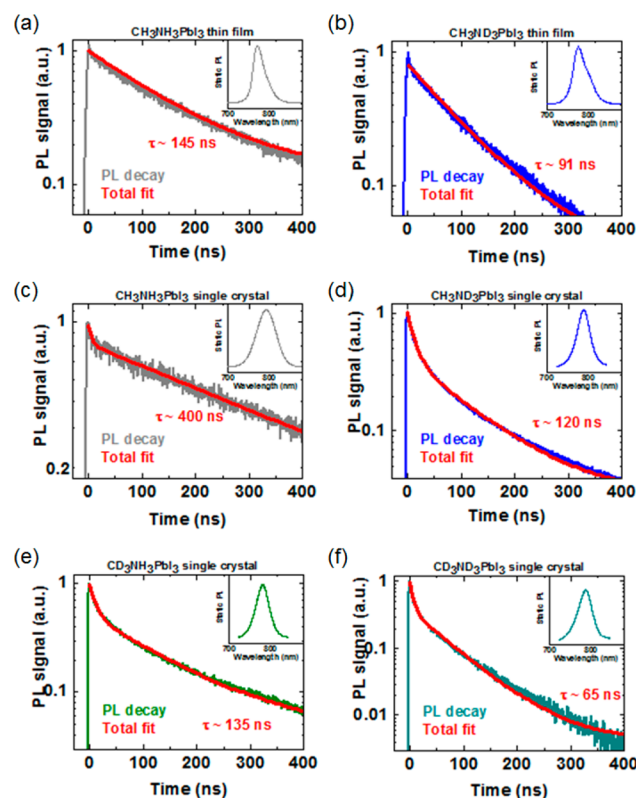 (a)
CH3NH3PbI3 thin film
1
0.1
PL signal (a.u.)
Static PL
700 800
Wavelength (nm)
τ ~ 145 ns
PL decay
Total fit
0 100 200 300 400
Time (ns)
(b)
CH3ND3PbI3 thin film
1
0.1
PL signal (a.u.)
Static PL
700 800
Wavelength (nm)
τ ~ 91 ns
PL decay
Total fit
0 100 200 300 400
Time (ns)
(c)
CH3NH3PbI3 single crystal
1
0.2
PL signal (a.u.)
Static PL
700 800
Wavelength (nm)
τ ~ 400 ns
PL decay
Total fit
0 100 200 300 400
Time (ns)
(d)
CH3ND3PbI3 single crystal
1
0.1
PL signal (a.u.)
Static PL
700 800
Wavelength (nm)
τ ~ 120 ns
PL decay
Total fit
0 100 200 300 400
Time (ns)
(e)
CD3NH3PbI3 single crystal
1
0.1
PL signal (a.u.)
Static PL
700 800
Wavelength (nm)
PL decay
Total fit
τ ~ 135 ns
0 100 200 300 400
Time (ns)
(f)
CD3ND3PbI3 single crystal
1
0.1
0.01
PL signal (a.u.)
Static PL
700 800
Wavelength (nm)
τ ~ 65 ns
PL decay
Total fit
0 100 200 300 400
Time (ns)